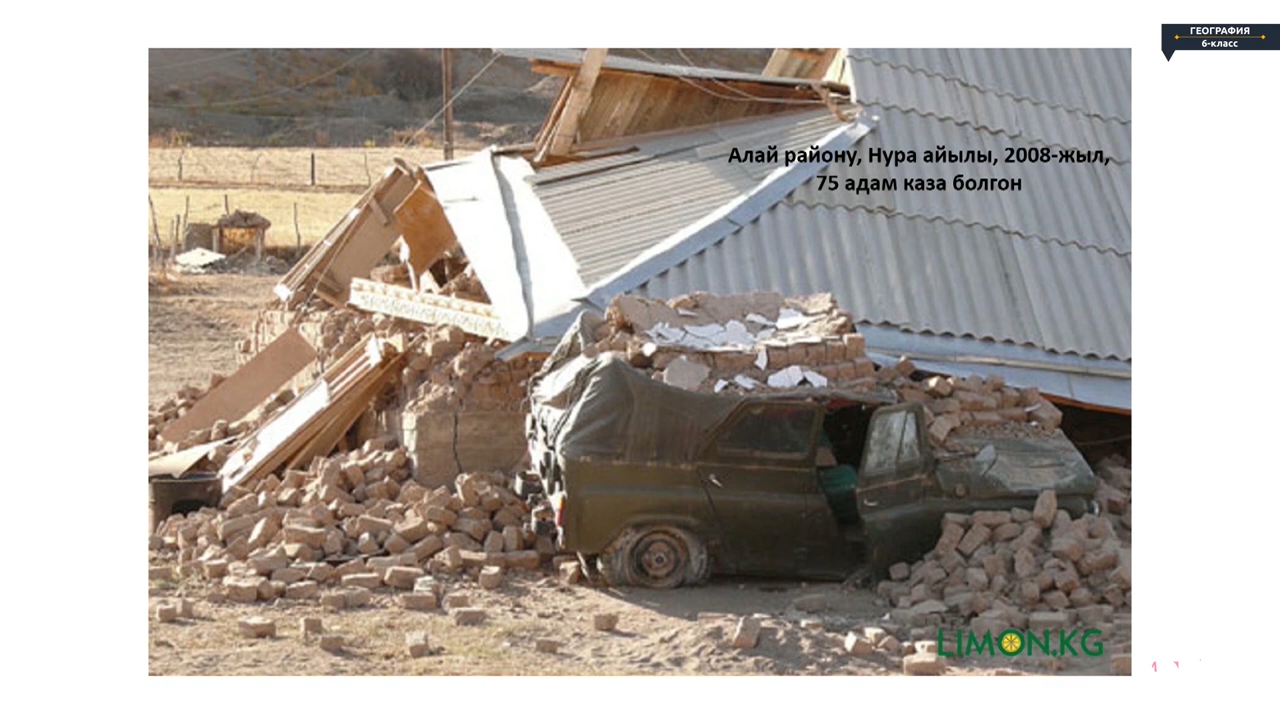 ГЕОГРАФИЯ
6-класс
Алай району, Нура айылы, 2008-жыл,
75 адам каза болгон
LIMON.KG